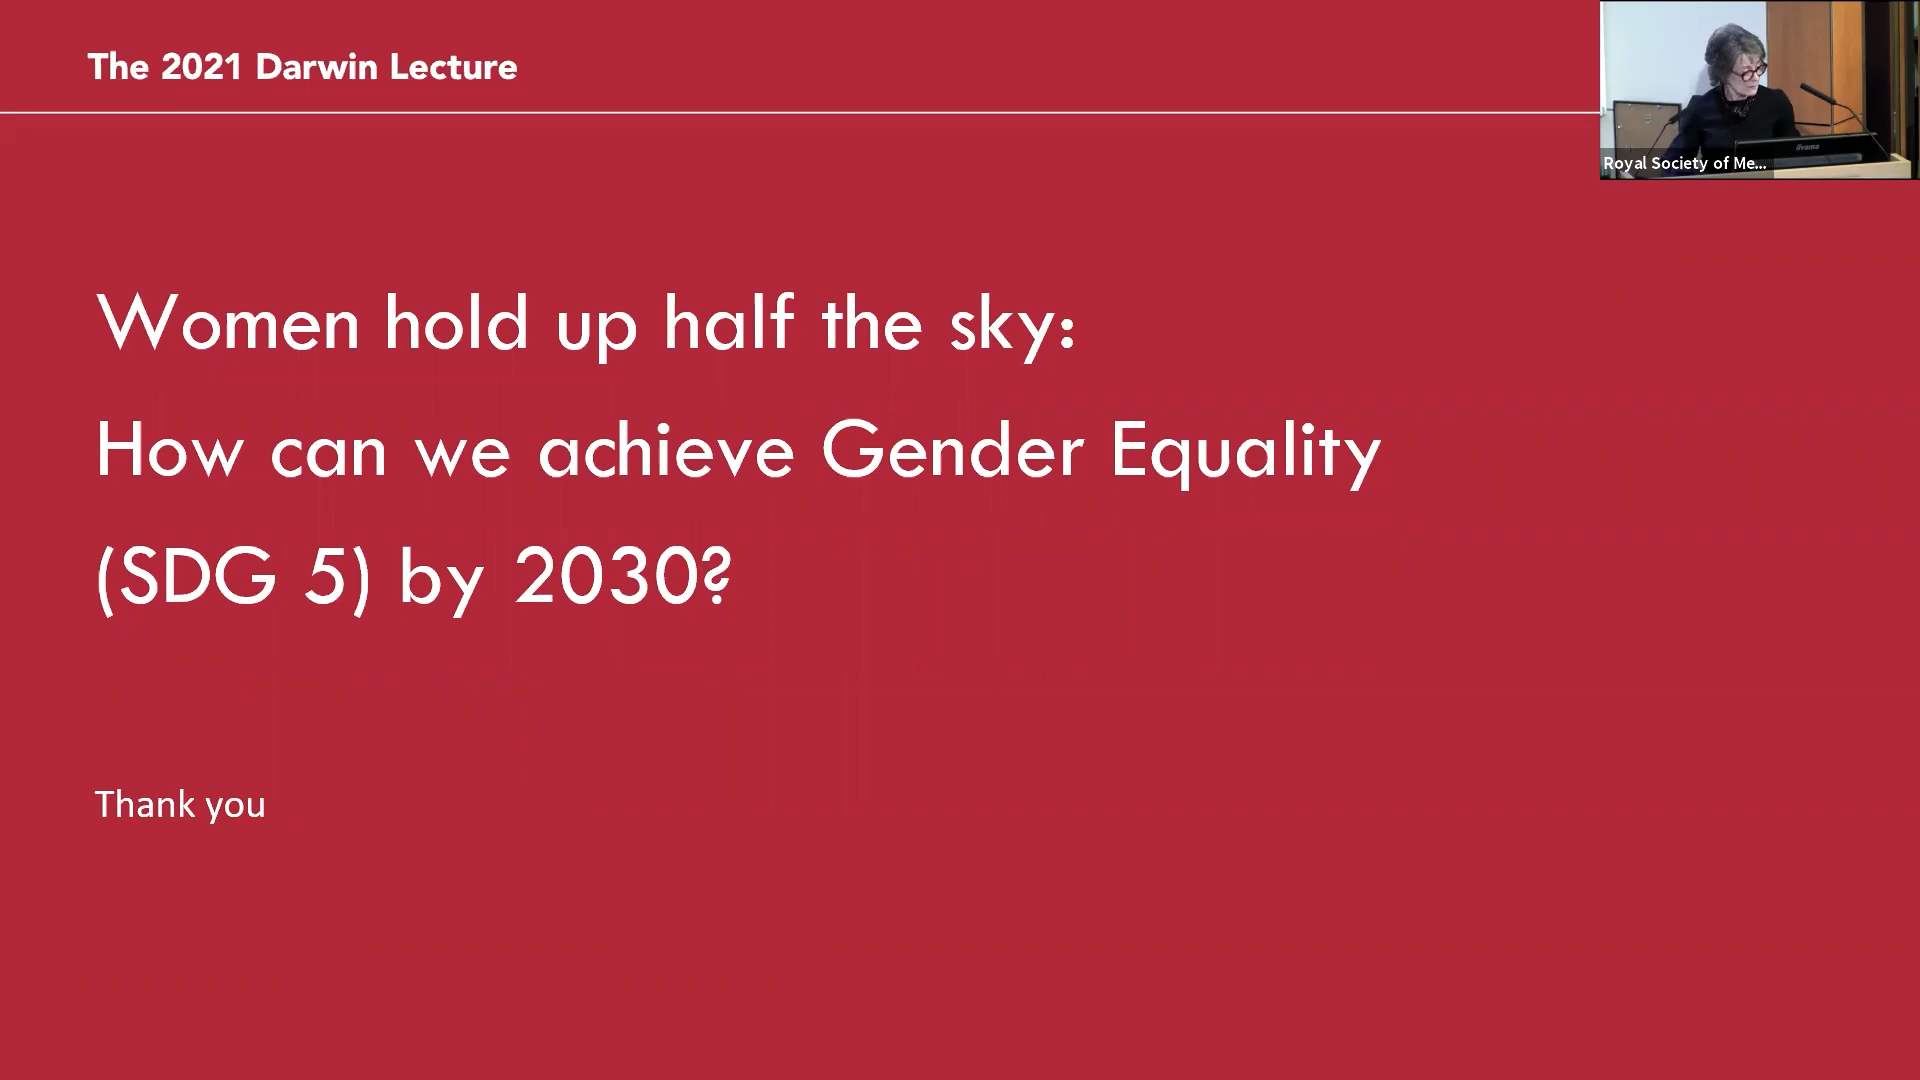 The 2021 Darwin Lecture
Royal Society of Me...
iiyama
Women hold up half the sky:
How can we achieve Gender Equality
(SDG 5) by 2030?
Thank you